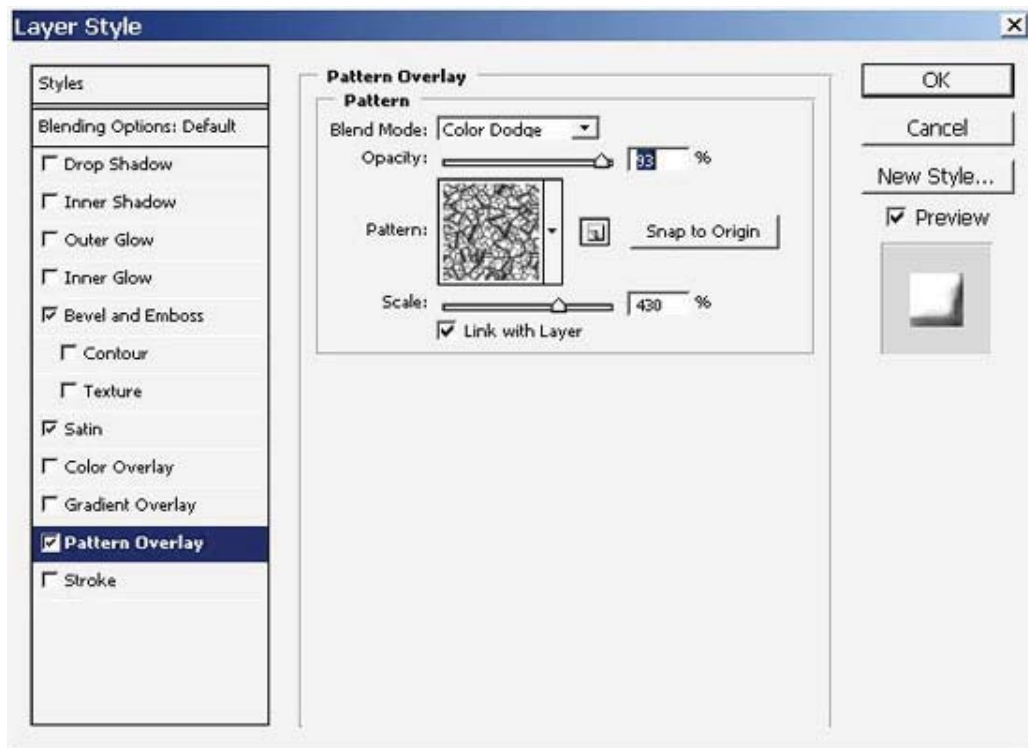 Layer Style
Styles
Blending Options: Default
Drop Shadow
Inner Shadow
Outer Glow
Inner Glow
Bevel and Emboss
Contour
Texture
Satin
Color Overlay
Gradient Overlay
Pattern Overlay
Stroke
Pattern Overlay
Pattern
Blend Mode: Color Dodge
Opacity: 93 %
Pattern:
Snap to Origin
Scale: 430 %
Link with Layer
OK
Cancel
New Style...
Preview